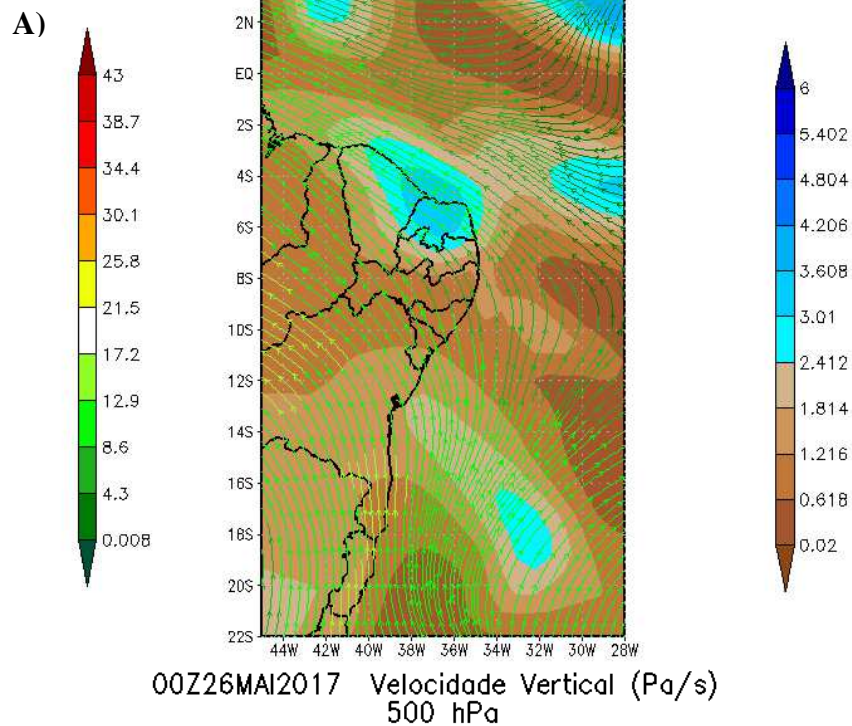 A)
43
38.7
34.4
30.1
25.8
21.5
17.2
12.9
8.6
4.3
0.008
2N
EQ
2S
4S
6S
8S
10S
12S
14S
16S
18S
20S
22S
44W 42W 40W 38W 36W 34W 32W 30W 28W
6
5.402
4.804
4.206
3.608
3.01
2.412
1.814
1.216
0.618
0.02
00Z26MAI2017 Velocidade Vertical (Pa/s)
500 hPa